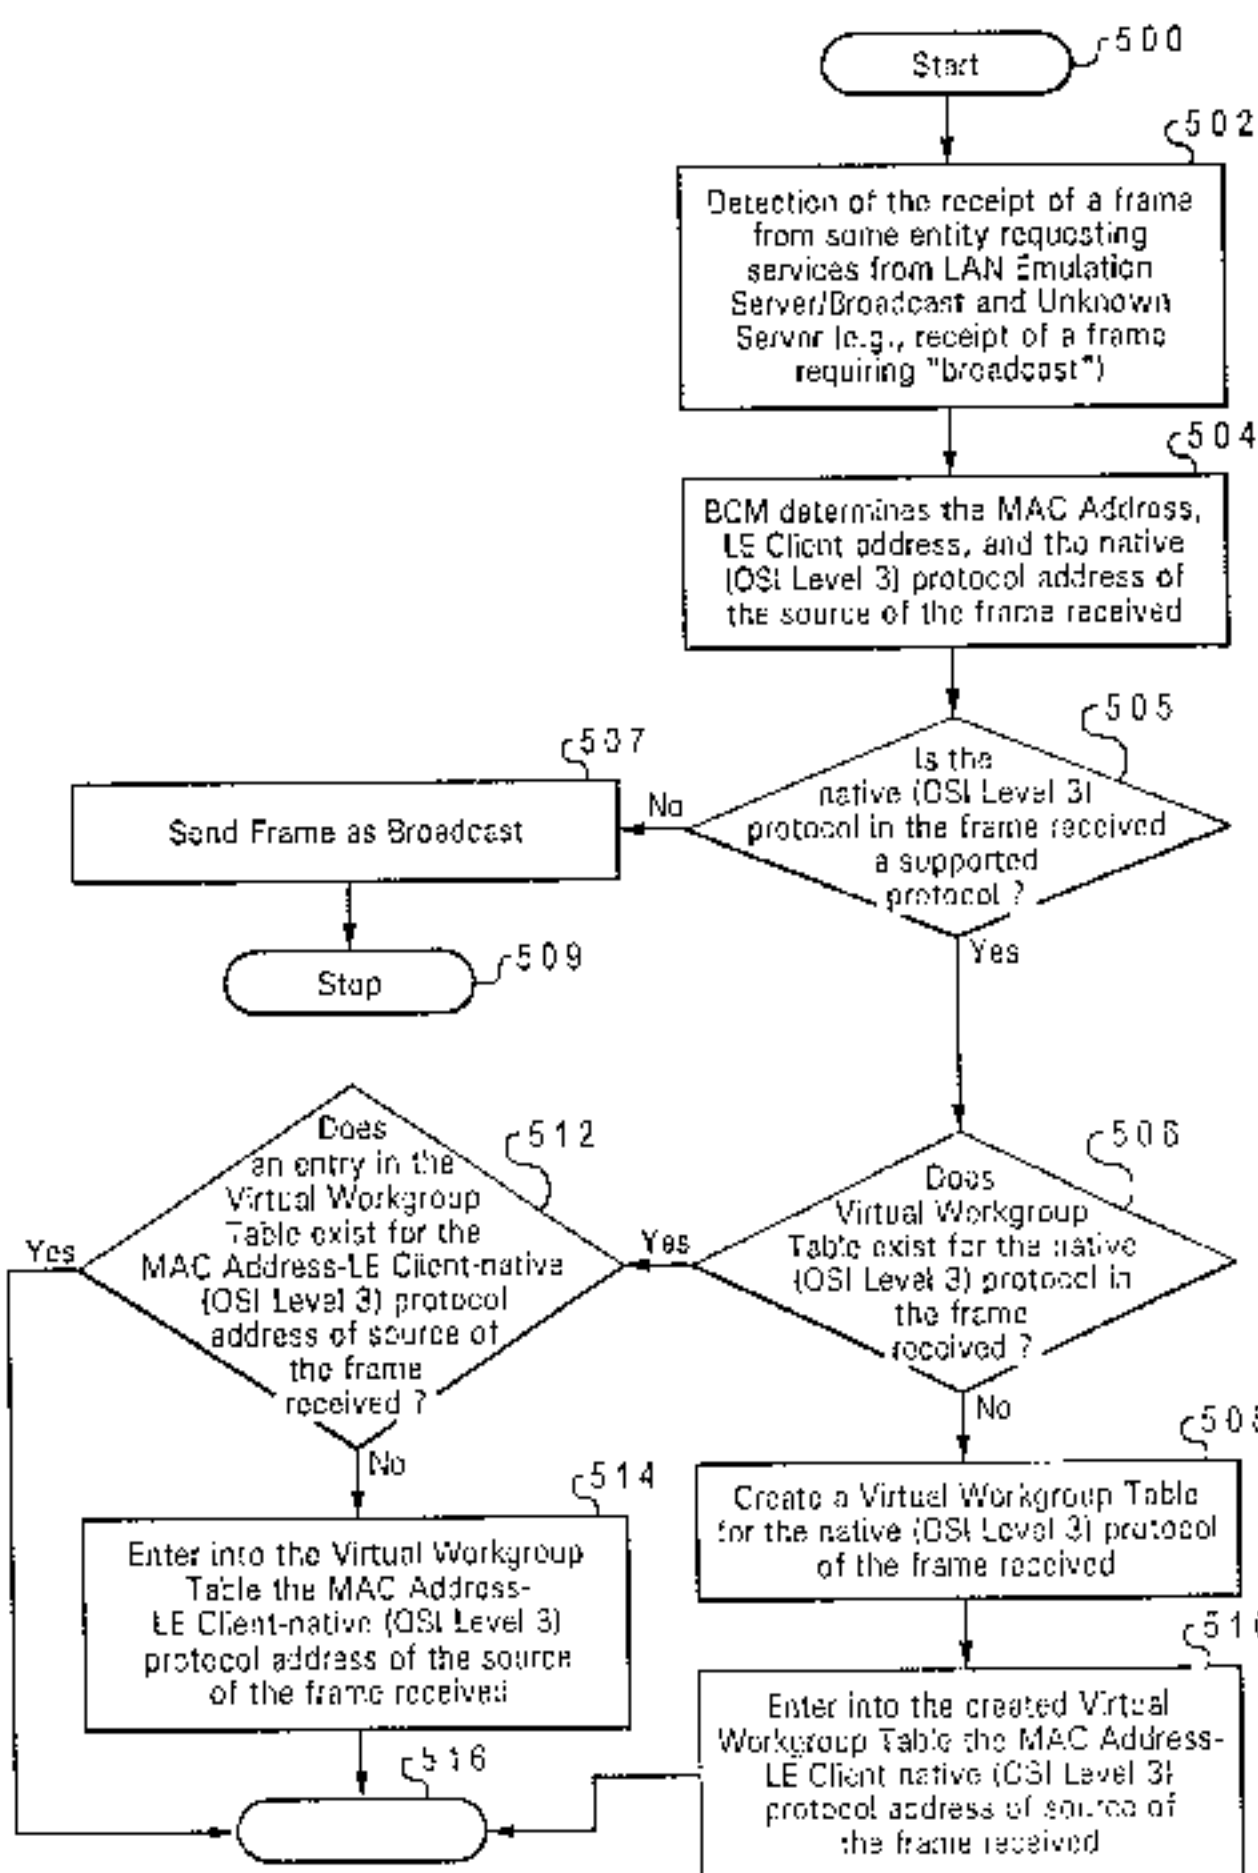 Start
500
502
Detection of the receipt of a frame
from some entity requesting
services from LAN Emulation
Server/Broadcast and Unknown
Server (e.g., receipt of a frame
requiring "broadcast")
504
BCM determines the MAC Address,
LE Client address, and the native
(OSI Level 3) protocol address of
the source of the frame received
505
Is the
native (OSI Level 3)
protocol in the frame received
a supported
protocol ?
No
Yes
507
Send Frame as Broadcast
Stop
509
506
Does
Virtual Workgroup
Table exist for the native
(OSI Level 3) protocol in
the frame
received ?
Yes
No
512
Does
an entry in the
Virtual Workgroup
Table exist for the
MAC Address-LE Client-native
(OSI Level 3) protocol
address of source of
the frame
received ?
Yes
No
508
Create a Virtual Workgroup Table
for the native (OSI Level 3) protocol
of the frame received
514
Enter into the Virtual Workgroup
Table the MAC Address-
LE Client-native (OSI Level 3)
protocol address of the source
of the frame received
510
Enter into the created Virtual
Workgroup Table the MAC Address-
LE Client native (OSI Level 3)
protocol address of source of
the frame received
516